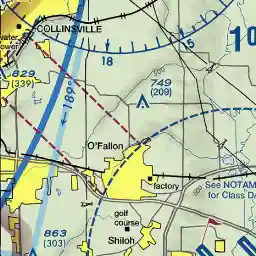 COLLINSVILLE
water
tower
10
5
18
829
(339)
749
(209)
← 189°
O'Fallon
factory
See NOTAM
for Class D
golf
course
Shiloh
863
(303)